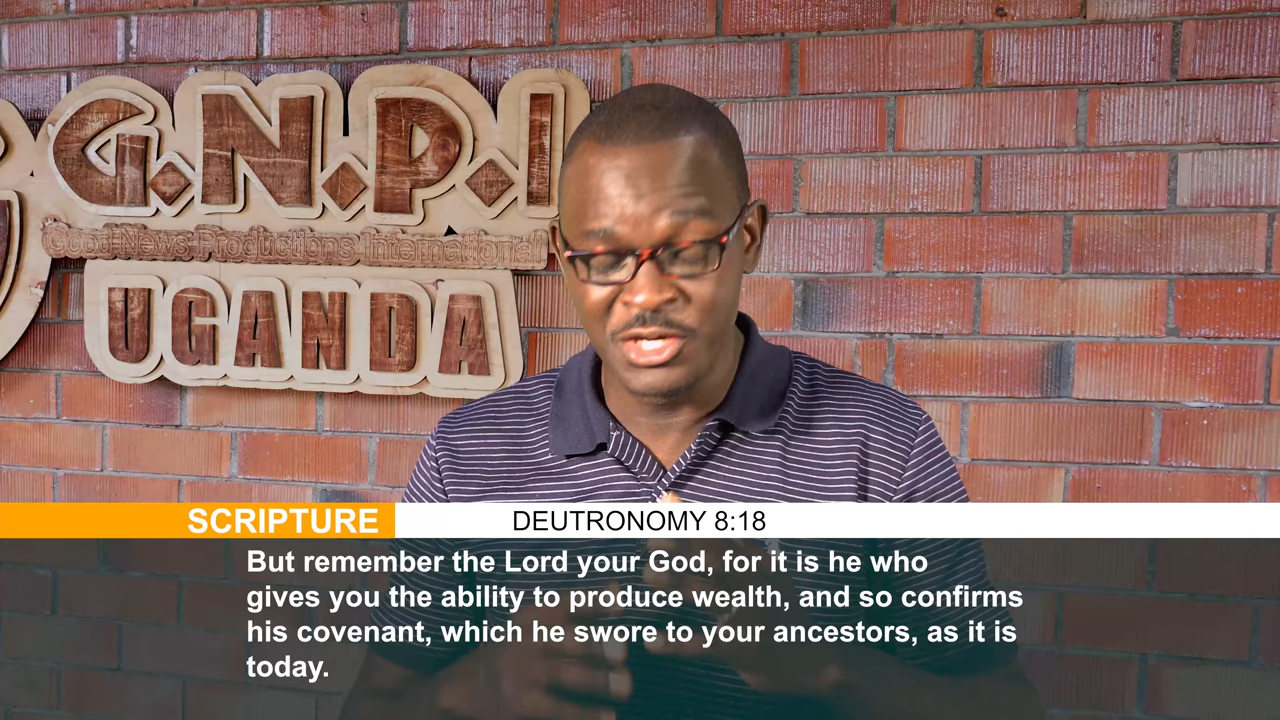 G.N.P.I
Good News Productions International
UGANDA
SCRIPTURE
DEUTRONOMY 8:18
But remember the Lord your God, for it is he who
gives you the ability to produce wealth, and so confirms
his covenant, which he swore to your ancestors, as it is
today.